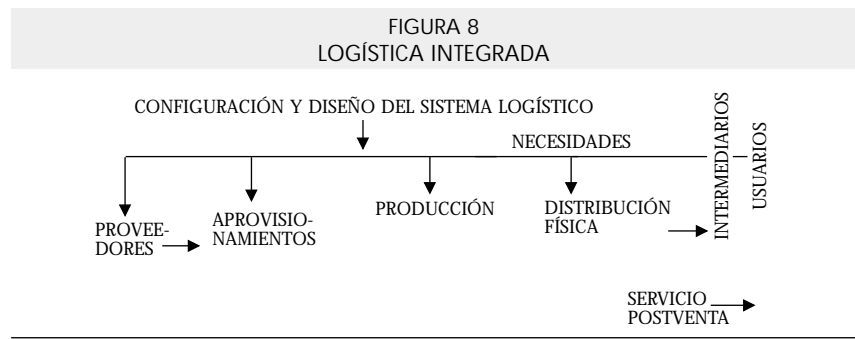 FIGURA 8
LOGÍSTICA INTEGRADA
CONFIGURACIÓN Y DISEÑO DEL SISTEMA LOGÍSTICO
NECESIDADES
PROVEE-
DORES
APROVISIO-
NAMIENTOS
PRODUCCIÓN
DISTRIBUCIÓN
FÍSICA
INTERMEDIARIOS
USUARIOS
SERVICIO
POSTVENTA